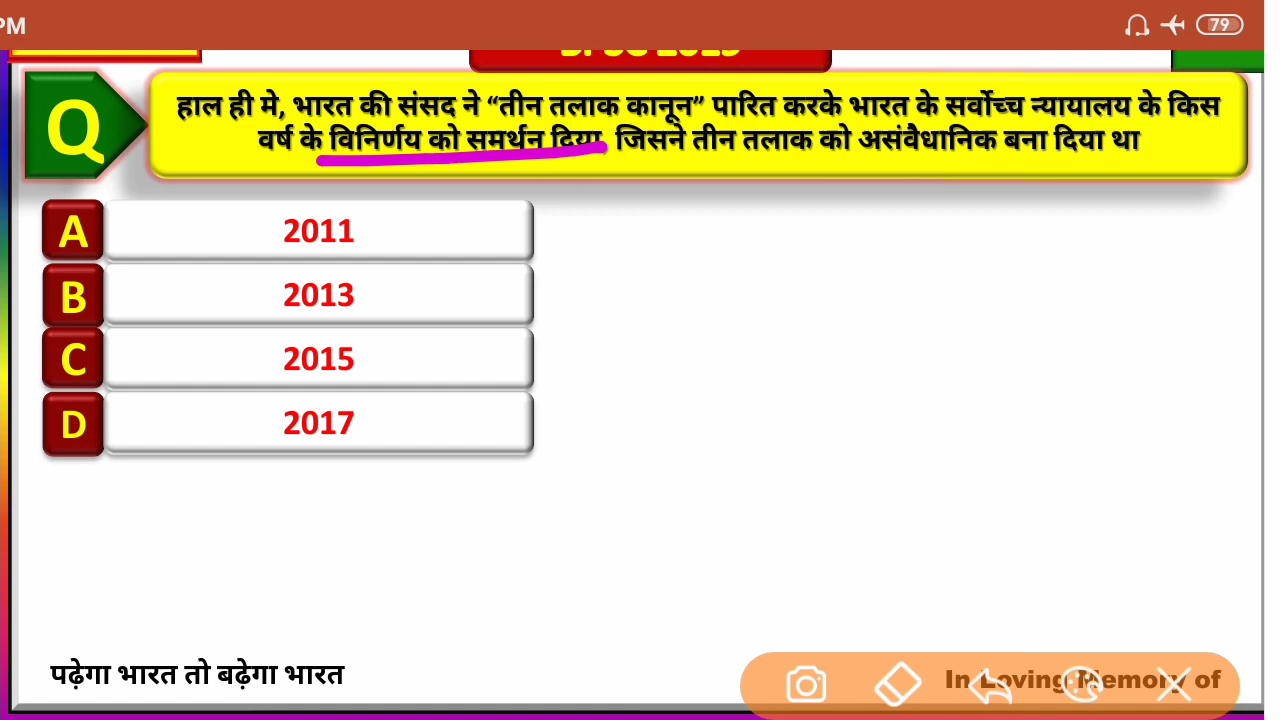 PM
79
हाल ही मे, भारत की संसद ने “तीन तलाक कानून” पारित करके भारत के सर्वोच्च न्यायालय के किस
वर्ष के विनिर्णय को समर्थन दिया, जिसने तीन तलाक को असंवैधानिक बना दिया था
Q
A 2011
B 2013
C 2015
D 2017
पढ़ेगा भारत तो बढ़ेगा भारत
In Loving Memory of